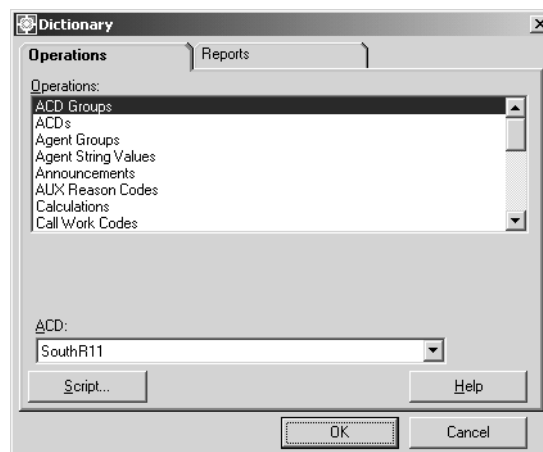 Dictionary
Operations
Reports
Operations:
ACD Groups
ACDs
Agent Groups
Agent String Values
Announcements
AUX Reason Codes
Calculations
Call Work Codes
ACD:
SouthR11
Script...
Help
OK
Cancel